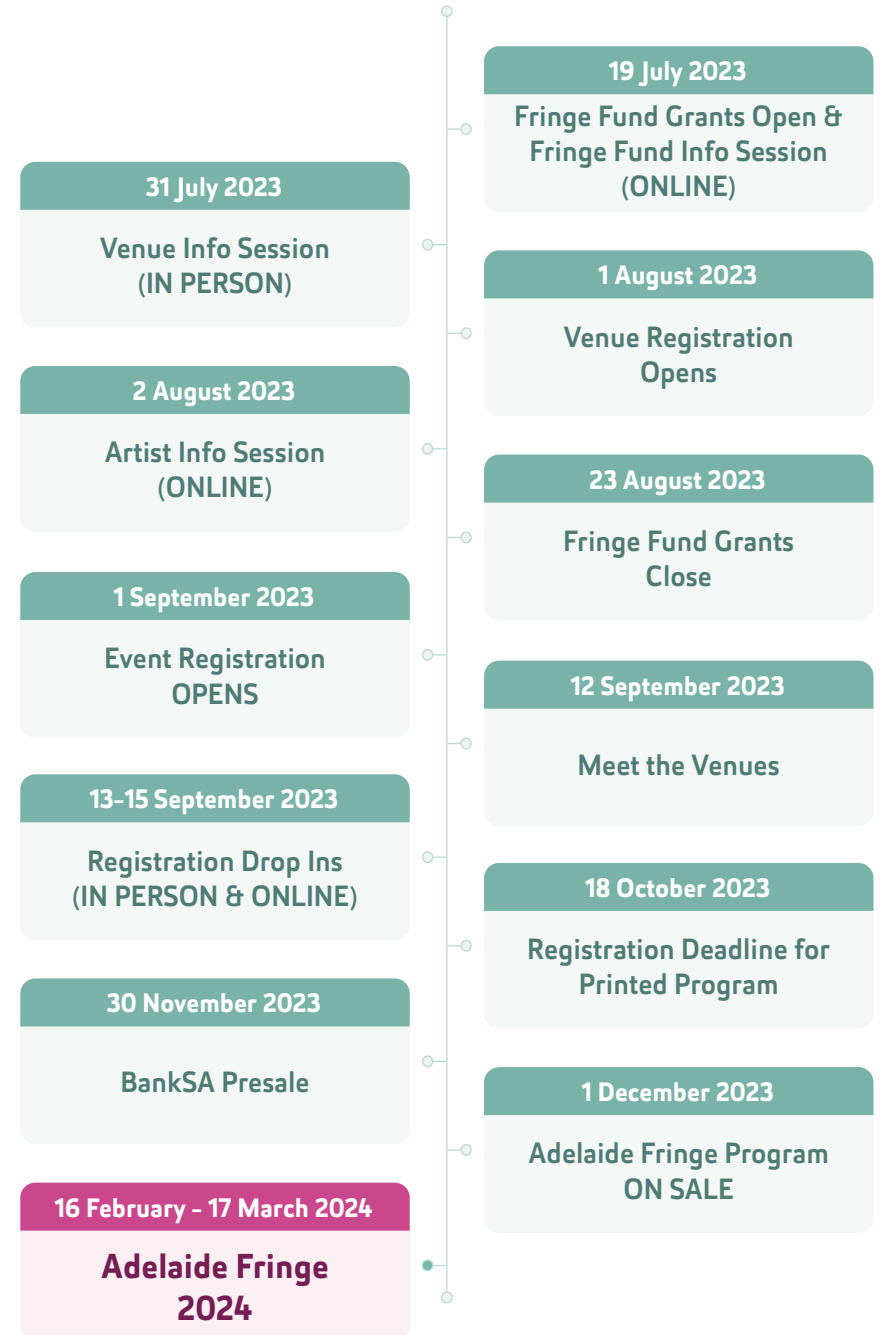 19 July 2023
Fringe Fund Grants Open &
Fringe Fund Info Session
(ONLINE)
31 July 2023
Venue Info Session
(IN PERSON)
1 August 2023
Venue Registration
Opens
2 August 2023
Artist Info Session
(ONLINE)
23 August 2023
Fringe Fund Grants
Close
1 September 2023
Event Registration
OPENS
12 September 2023
Meet the Venues
13-15 September 2023
Registration Drop Ins
(IN PERSON & ONLINE)
18 October 2023
Registration Deadline for
Printed Program
30 November 2023
BankSA Presale
1 December 2023
Adelaide Fringe Program
ON SALE
16 February - 17 March 2024
Adelaide Fringe
2024